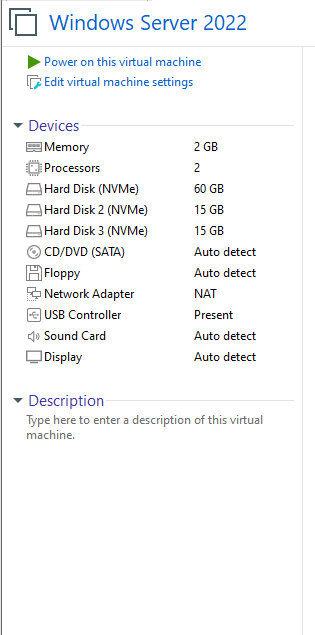 Windows Server 2022
Power on this virtual machine
Edit virtual machine settings
Devices
Memory 2 GB
Processors 2
Hard Disk (NVMe) 60 GB
Hard Disk 2 (NVMe) 15 GB
Hard Disk 3 (NVMe) 15 GB
CD/DVD (SATA) Auto detect
Floppy Auto detect
Network Adapter NAT
USB Controller Present
Sound Card Auto detect
Display Auto detect
Description
Type here to enter a description of this virtual
machine.